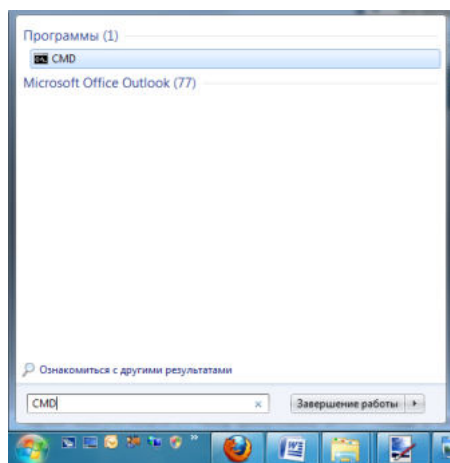 Программы (1)
CMD
Microsoft Office Outlook (77)
Ознакомиться с другими результатами
CMD
Завершение работы